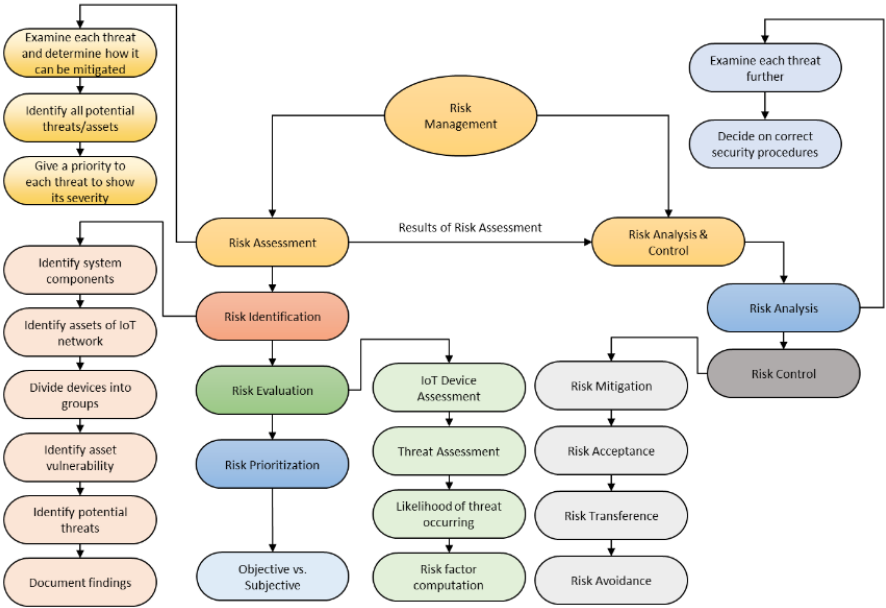 Examine each threat
and determine how it
can be mitigated
Identify all potential
threats/assets
Give a priority to
each threat to show
its severity
Risk
Management
Examine each threat
further
Decide on correct
security procedures
Risk Assessment
Results of Risk Assessment
Risk Analysis &
Control
Identify system
components
Identify assets of IoT
network
Divide devices into
groups
Identify asset
vulnerability
Identify potential
threats
Document findings
Risk Identification
Risk Evaluation
Risk Prioritization
Objective vs.
Subjective
IoT Device
Assessment
Threat Assessment
Likelihood of threat
occurring
Risk factor
computation
Risk Analysis
Risk Control
Risk Mitigation
Risk Acceptance
Risk Transference
Risk Avoidance